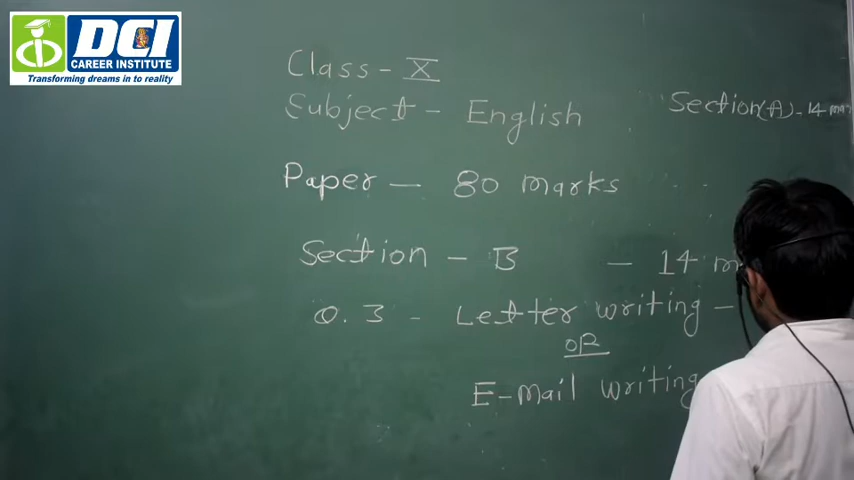 DCI
CAREER INSTITUTE
Transforming dreams in to reality
Class - X
Subject - English
Section(A) - 14
Paper - 80 marks
Section - B - 14
Q. 3 - Letter writing -
OR
E-mail writing